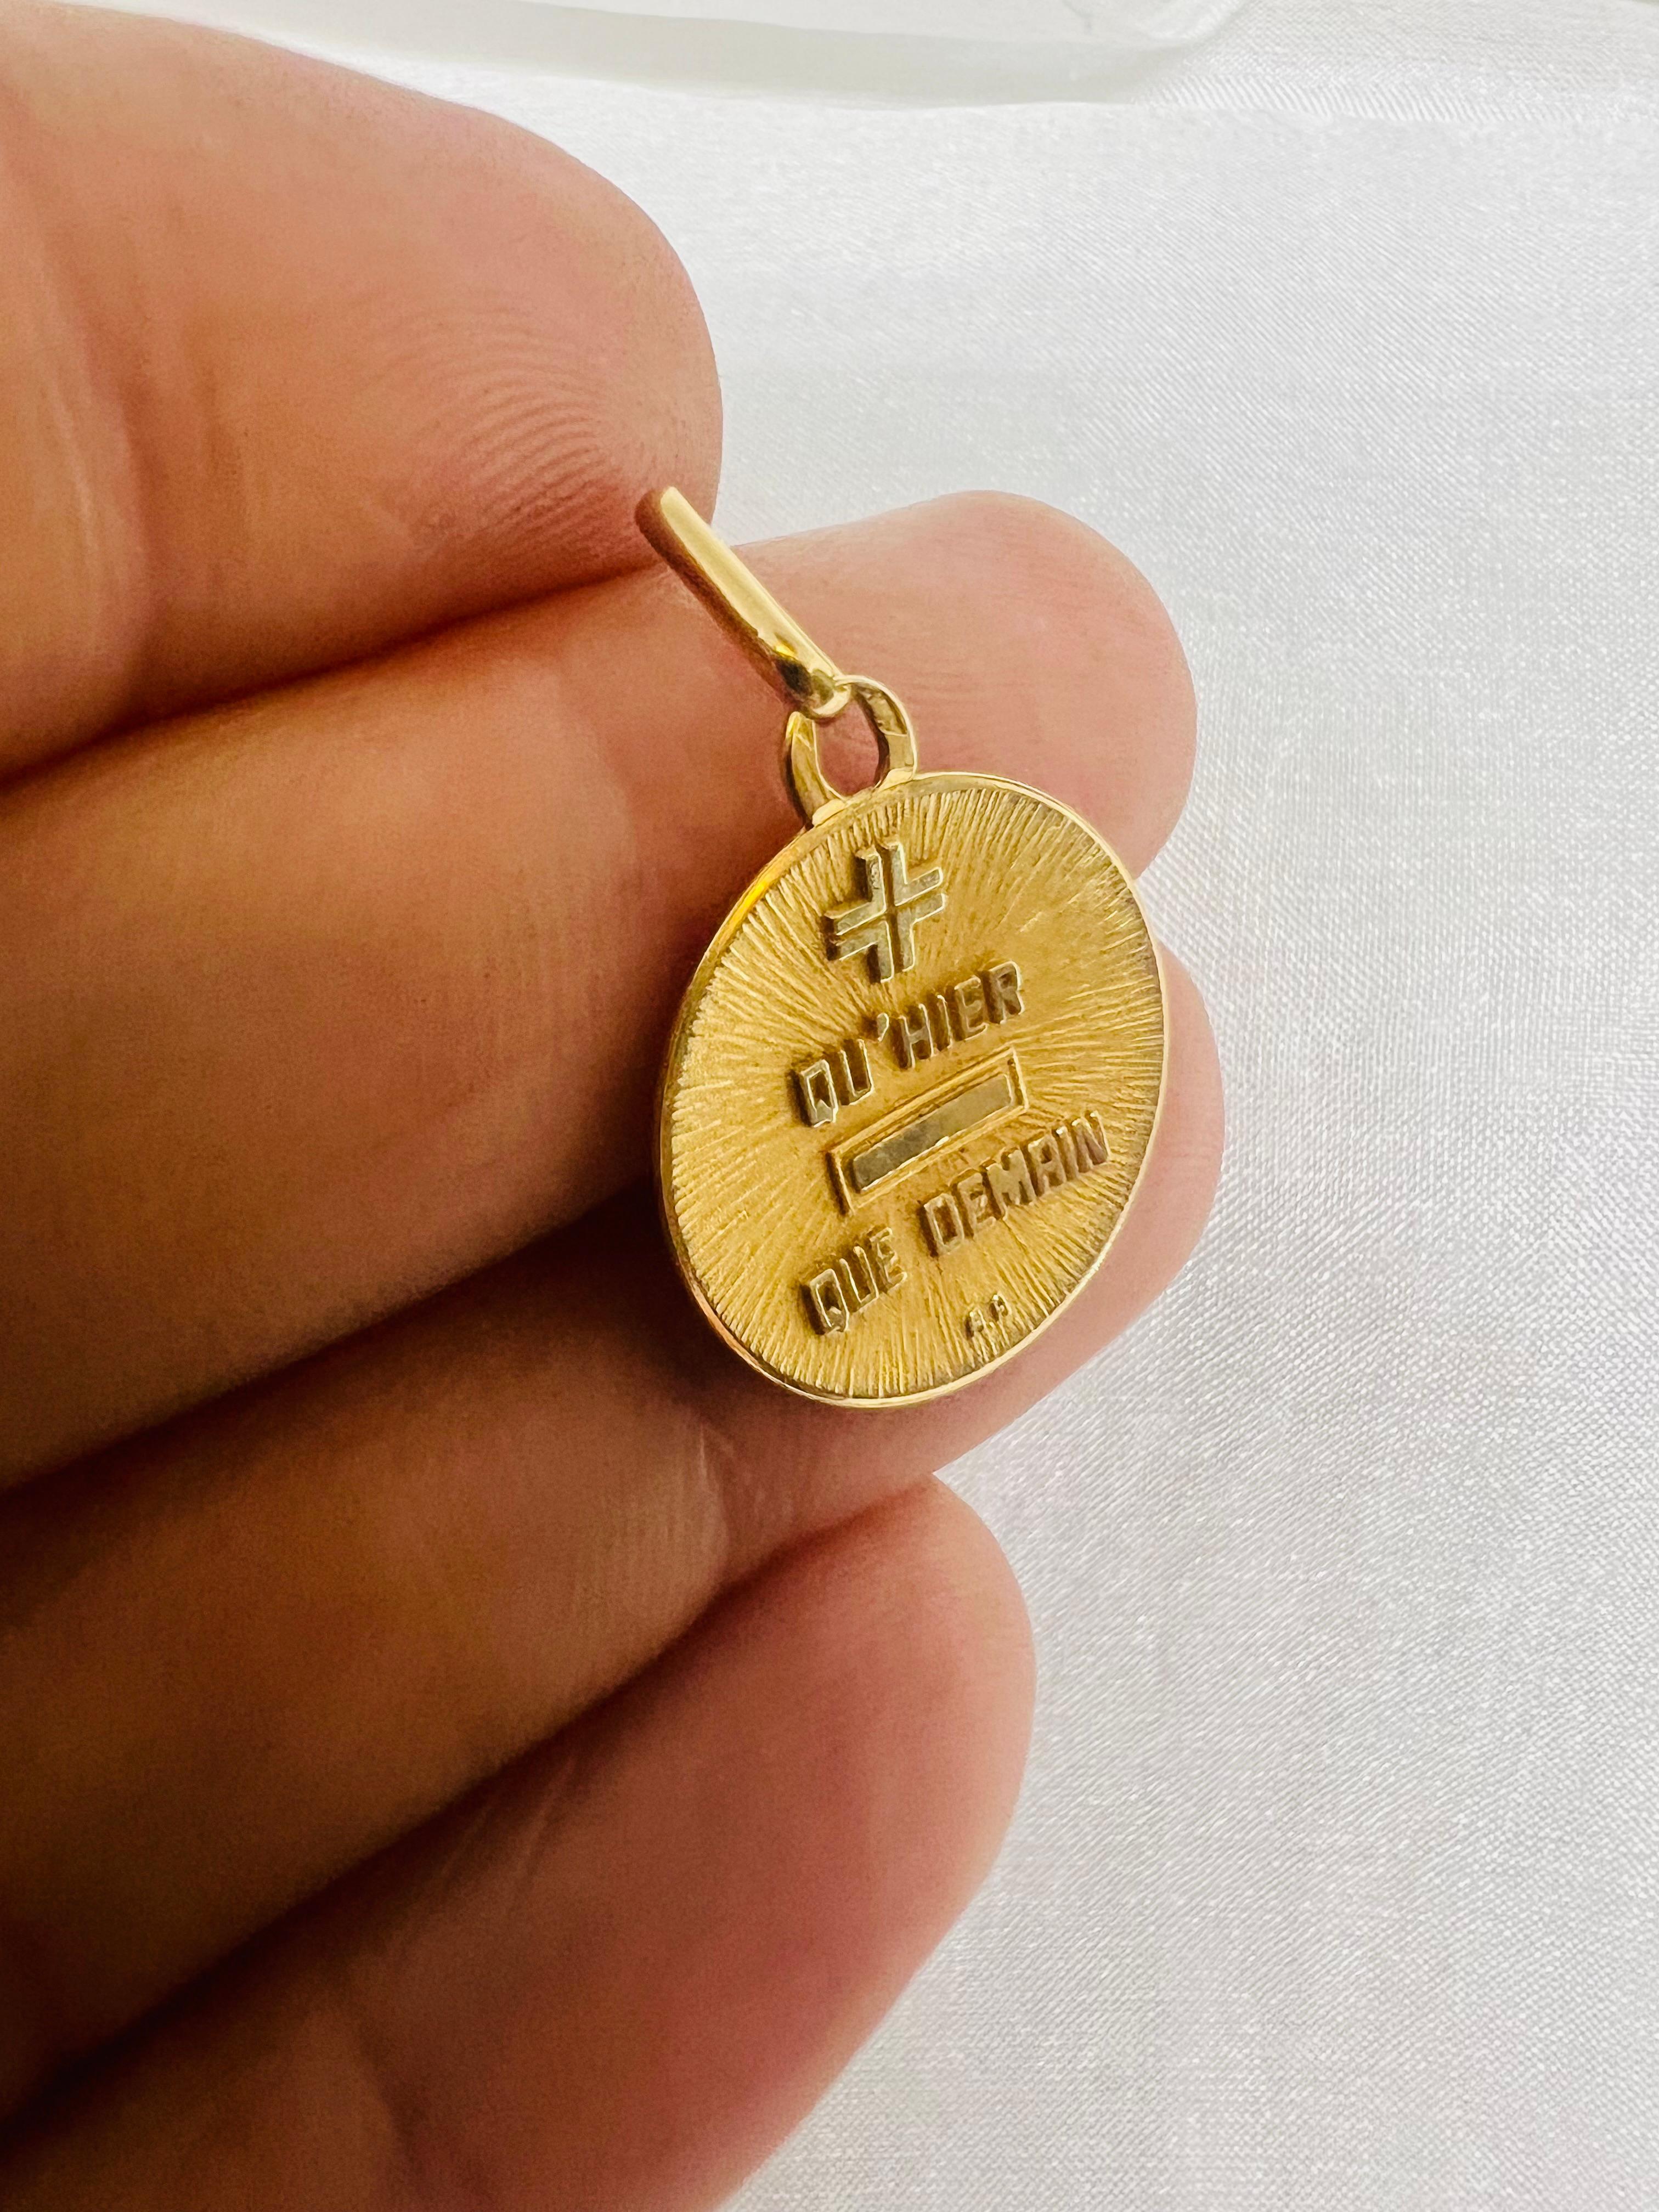 +
QU'HIER
-
QUE DEMAIN
A.A